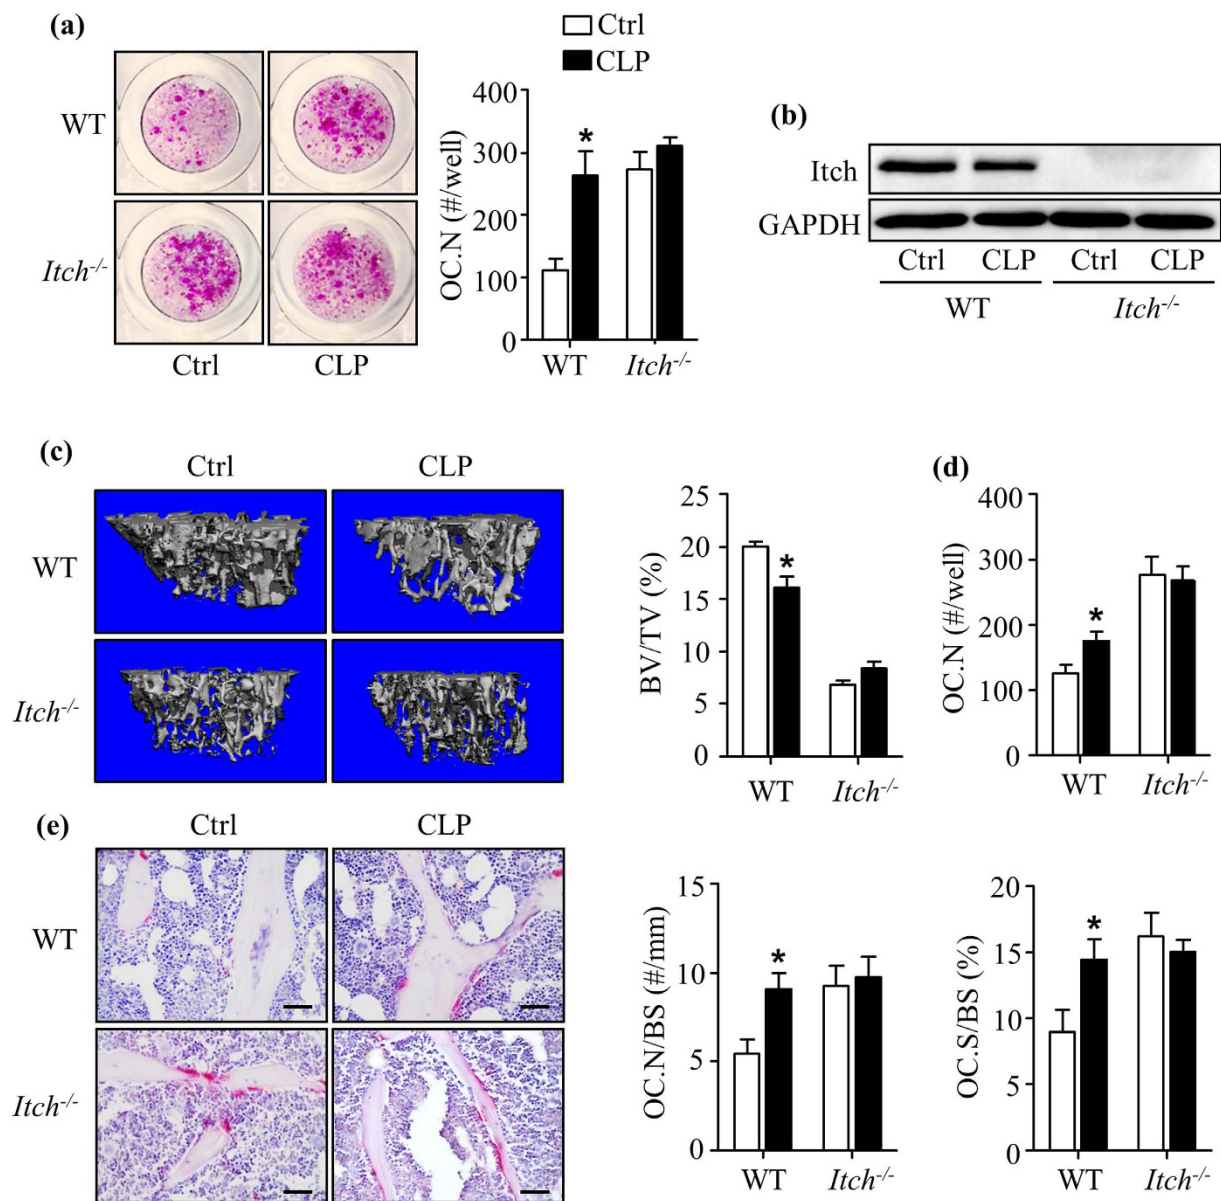 (a)
Ctrl
CLP
WT
Itch-/-
Ctrl CLP
OC.N (#/well)
400
300
200
100
0
WT Itch-/-
*
(b)
Itch
GAPDH
Ctrl CLP Ctrl CLP
WT Itch-/-
(c)
Ctrl CLP
WT
Itch-/-
BV/TV (%)
25
20
15
10
5
0
*
WT Itch-/-
(d)
OC.N (#/well)
400
300
200
100
0
*
WT Itch-/-
(e)
Ctrl CLP
WT
Itch-/-
OC.N/BS (#/mm)
15
10
5
0
*
WT Itch-/-
OC.S/BS (%)
20
15
10
5
0
*
WT Itch-/-